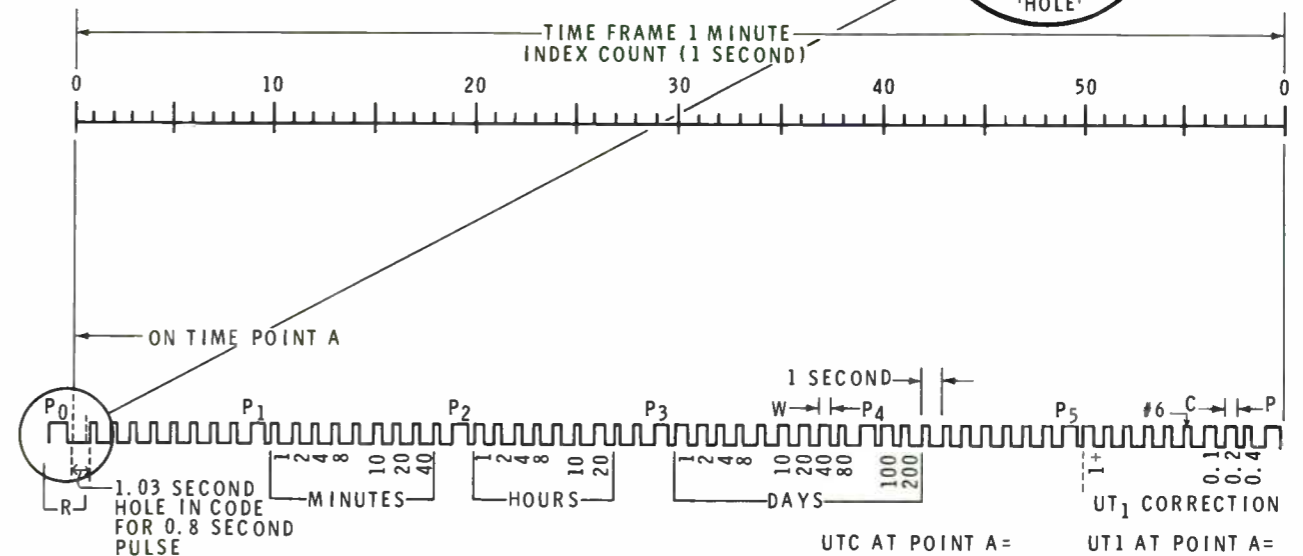 'HOLE'
TIME FRAME 1 MINUTE
INDEX COUNT (1 SECOND)
0 10 20 30 40 50 0
ON TIME POINT A
1 SECOND
P0 P1 P2 P3 W P4 P5 #6 C P
1 2 4 8 10 20 40 1 2 4 8 10 20 1 2 4 8 10 20 40 80 100 200 1+ 0.1 0.2 0.4
R
1.03 SECOND
HOLE IN CODE
FOR 0.8 SECOND
PULSE
MINUTES
HOURS
DAYS
UT1 CORRECTION
UTC AT POINT A=
UT1 AT POINT A=